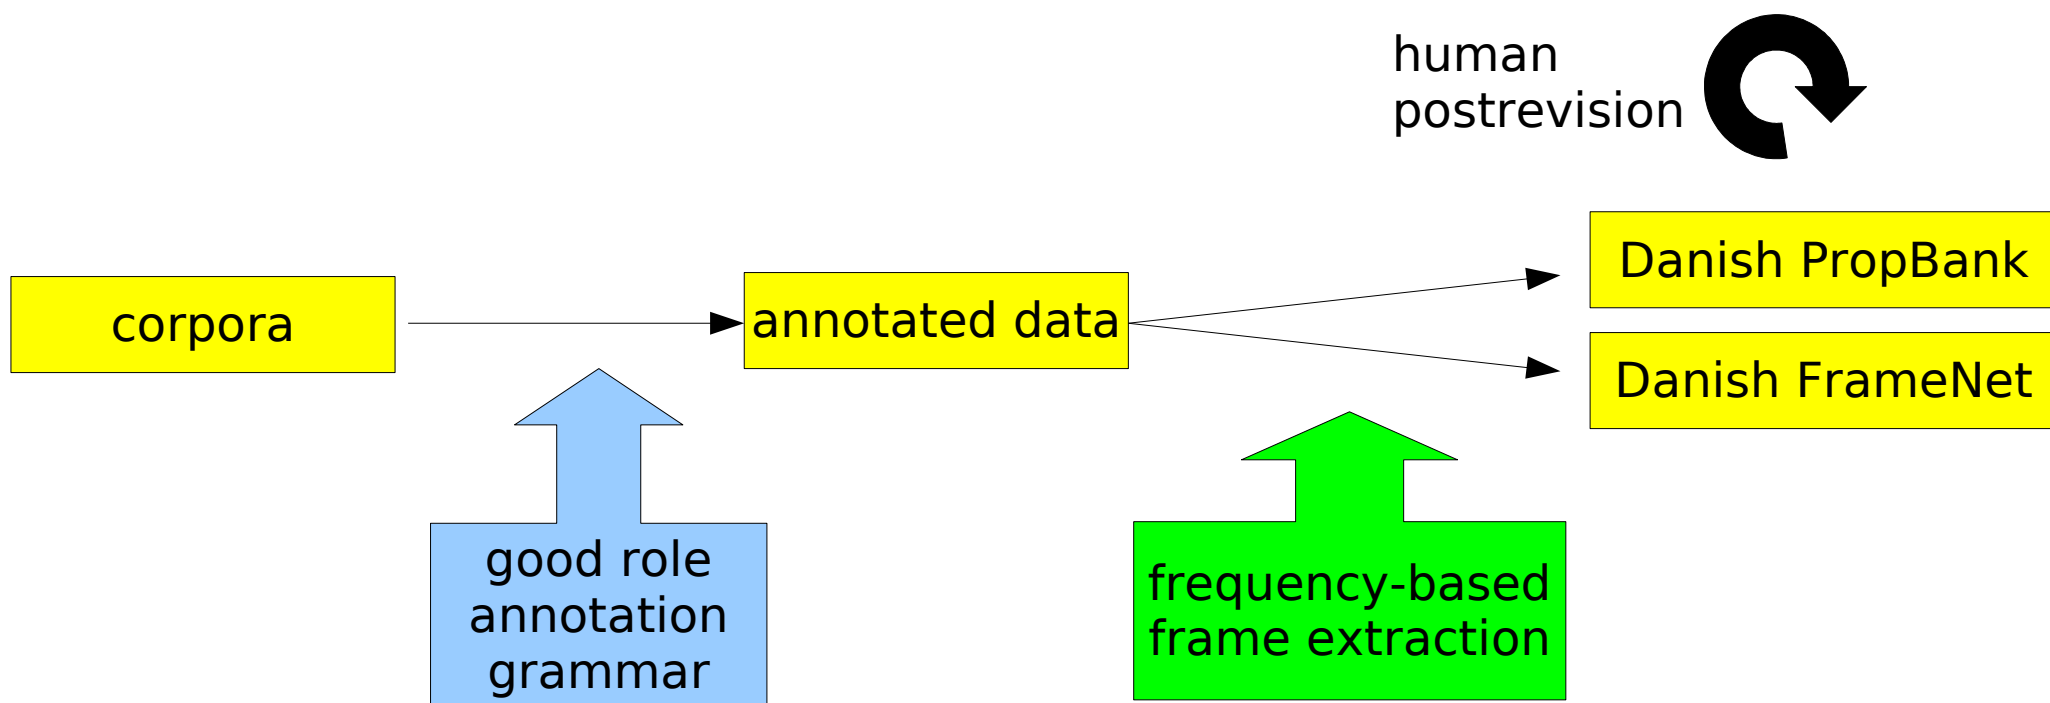 human
postrevision
Danish PropBank
corpora
annotated data
Danish FrameNet
good role
annotation
grammar
frequency-based
frame extraction